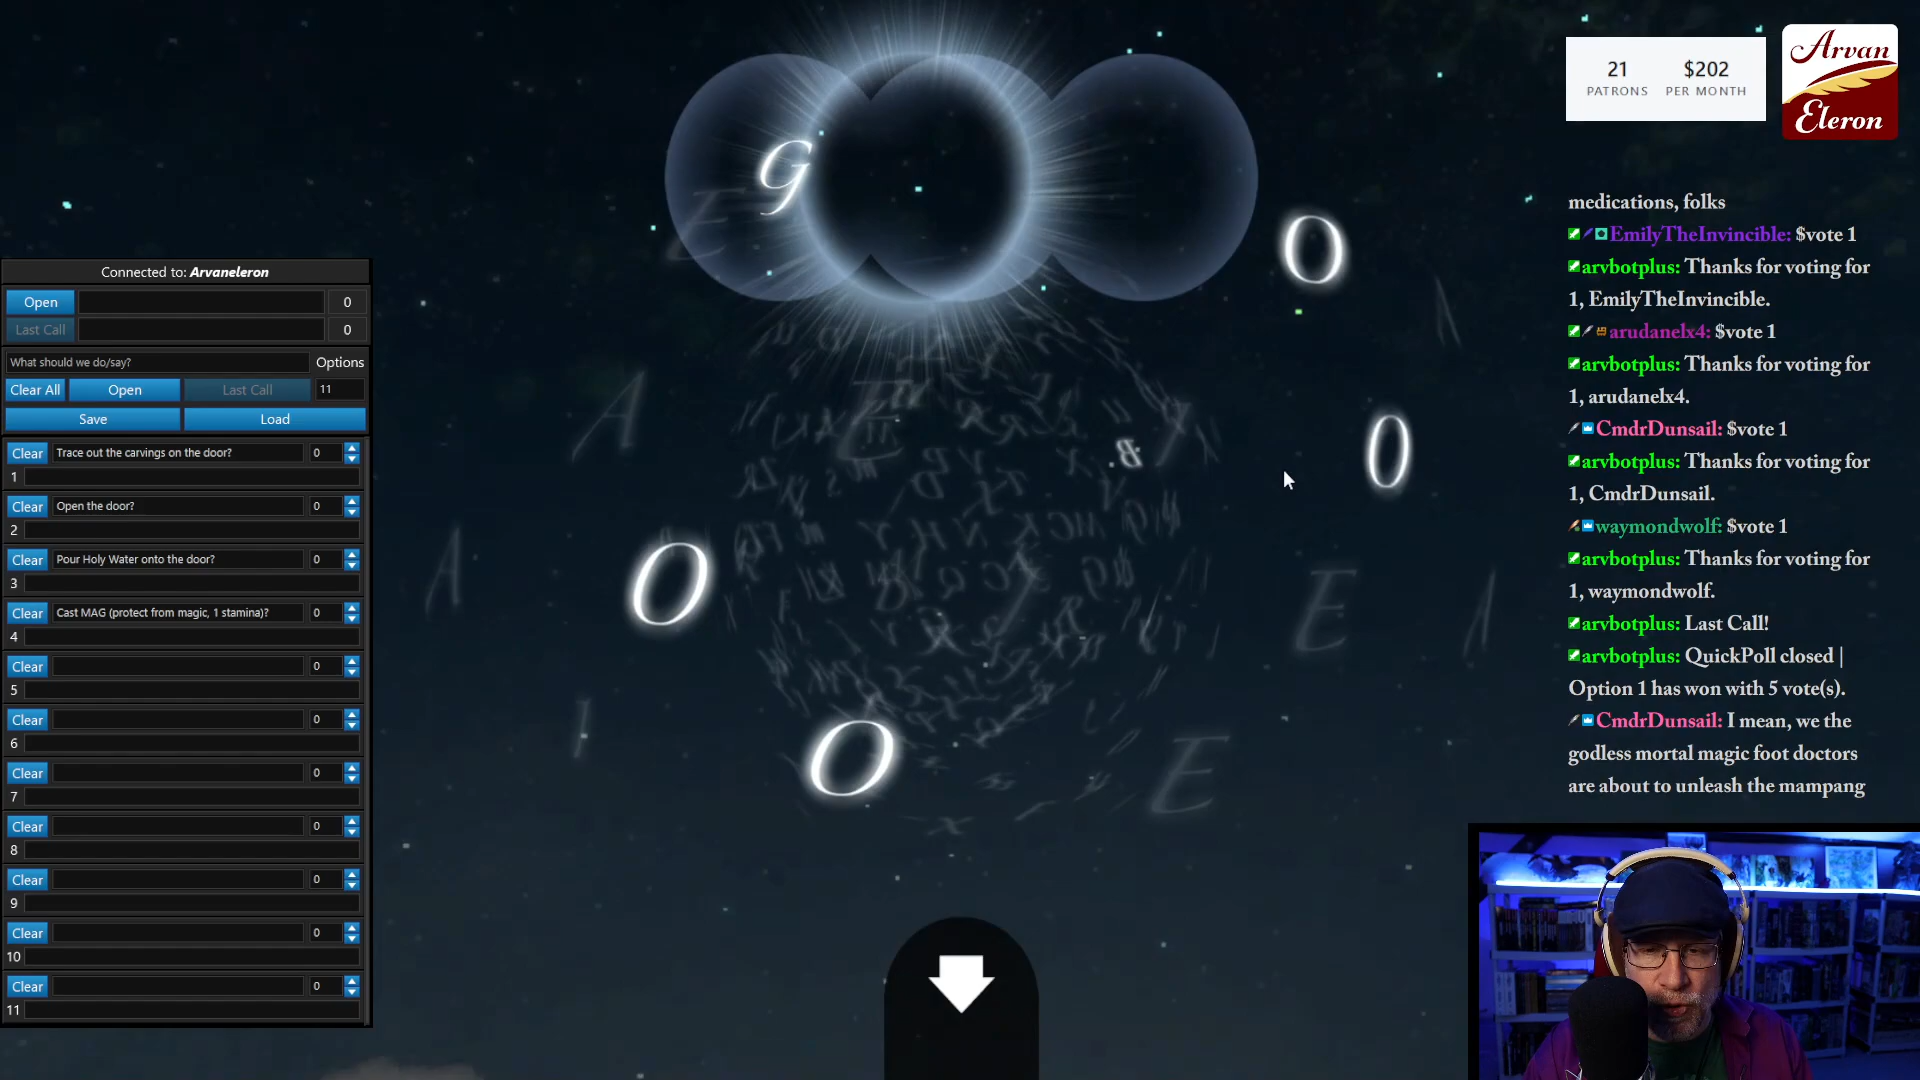 Connected to: Arvaneleron
Open 0
Last Call 0
What should we do/say? Options
Clear All Open Last Call 11
Save Load
Clear Trace out the carvings on the door? 0
1
Clear Open the door? 0
2
Clear Pour Holy Water onto the door? 0
3
Clear Cast MAG (protect from magic, 1 stamina)? 0
4
Clear 0
5
Clear 0
6
Clear 0
7
Clear 0
8
Clear 0
9
Clear 0
10
Clear 0
11
G
O
O
B
O
O
A
A
E
E
21 $202
PATRONS PER MONTH
Arvan
Eleron
medications, folks
EmilyTheInvincible: $vote 1
arvbotplus: Thanks for voting for
1, EmilyTheInvincible.
arudanelx4: $vote 1
arvbotplus: Thanks for voting for
1, arudanelx4.
CmdrDunsail: $vote 1
arvbotplus: Thanks for voting for
1, CmdrDunsail.
waymondwolf: $vote 1
arvbotplus: Thanks for voting for
1, waymondwolf.
arvbotplus: Last Call!
arvbotplus: QuickPoll closed |
Option 1 has won with 5 vote(s).
CmdrDunsail: I mean, we the
godless mortal magic foot doctors
are about to unleash the mampang